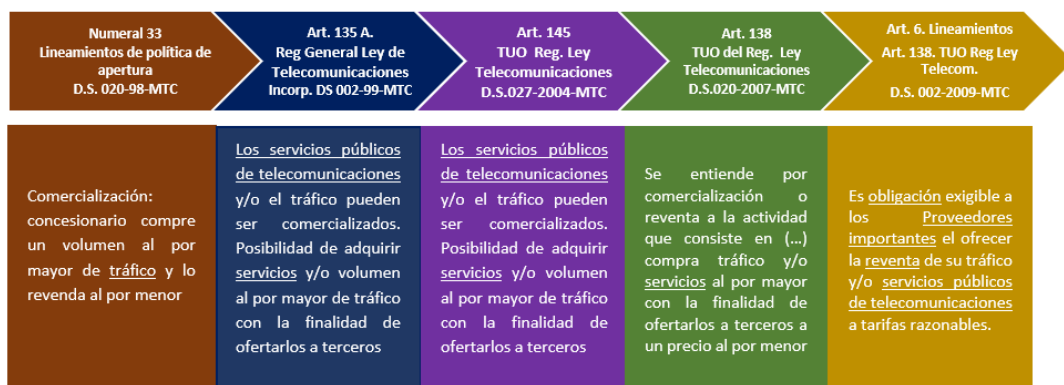 Numeral 33
Lineamientos de política de
apertura
D.S. 020-98-MTC
Art. 135 A.
Reg General Ley de
Telecomunicaciones
Incorp. DS 002-99-MTC
Art. 145
TUO  Reg. Ley
Telecomunicaciones
D.S.027-2004-MTC
Art. 138
TUO del Reg.  Ley
Telecomunicaciones
D.S.020-2007-MTC
Art. 6. Lineamientos
Art. 138. TUO Reg Ley
Telecom.
D.S. 002-2009-MTC
Comercialización:
concesionario compre
un volumen al por
mayor de tráfico y lo
revenda al por menor
Los servicios públicos
de telecomunicaciones
y/o el tráfico pueden
ser comercializados.
Posibilidad de adquirir
servicios y/o volumen
al por mayor de tráfico
con la finalidad de
ofertarlos a terceros
Los servicios públicos
de telecomunicaciones
y/o el tráfico pueden
ser comercializados.
Posibilidad de adquirir
servicios y/o volumen
al por mayor de tráfico
con la finalidad de
ofertarlos a terceros
Se entiende por
comercialización o
reventa a la actividad
que consiste en (...)
compra tráfico y/o
servicios al por mayor
con la finalidad de
ofertarlos a terceros a
un precio al por menor
Es obligación exigible a
los Proveedores
importantes el ofrecer
la reventa de su tráfico
y/o servicios públicos
de telecomunicaciones
a tarifas razonables.